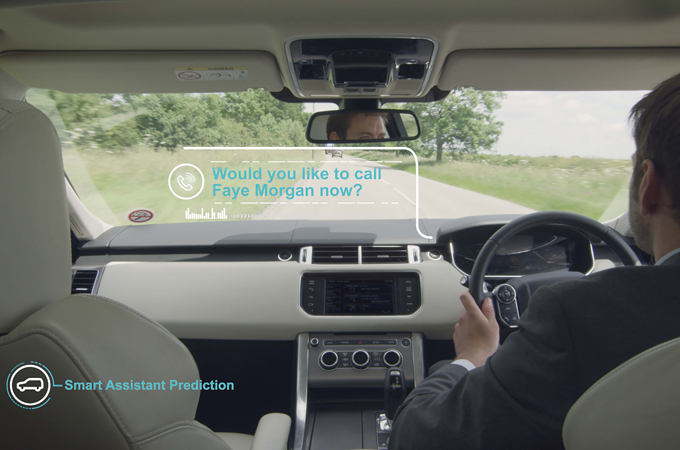 Would you like to call
Faye Morgan now?
Smart Assistant Prediction